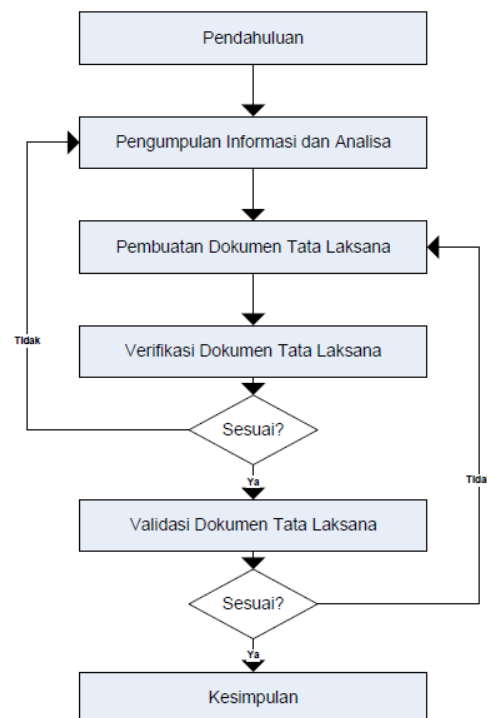 Pendahuluan
Pengumpulan Informasi dan Analisa
Pembuatan Dokumen Tata Laksana
Tidak
Verifikasi Dokumen Tata Laksana
Sesuai?
Ya
Tida
Validasi Dokumen Tata Laksana
Sesuai?
Ya
Kesimpulan